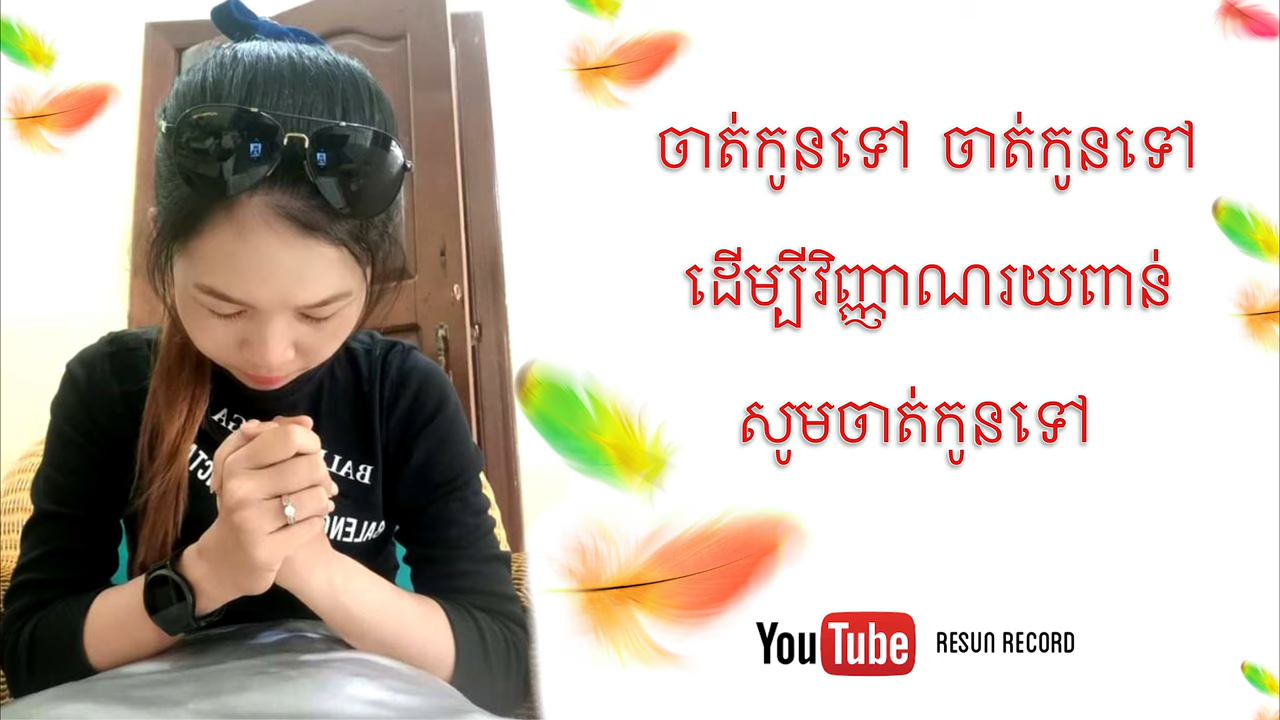 ចាត់កូនទៅ ចាត់កូនទៅ
ដើម្បីវិញ្ញាណរយពាន់
សូមចាត់កូនទៅ
YouTube RESUN RECORD